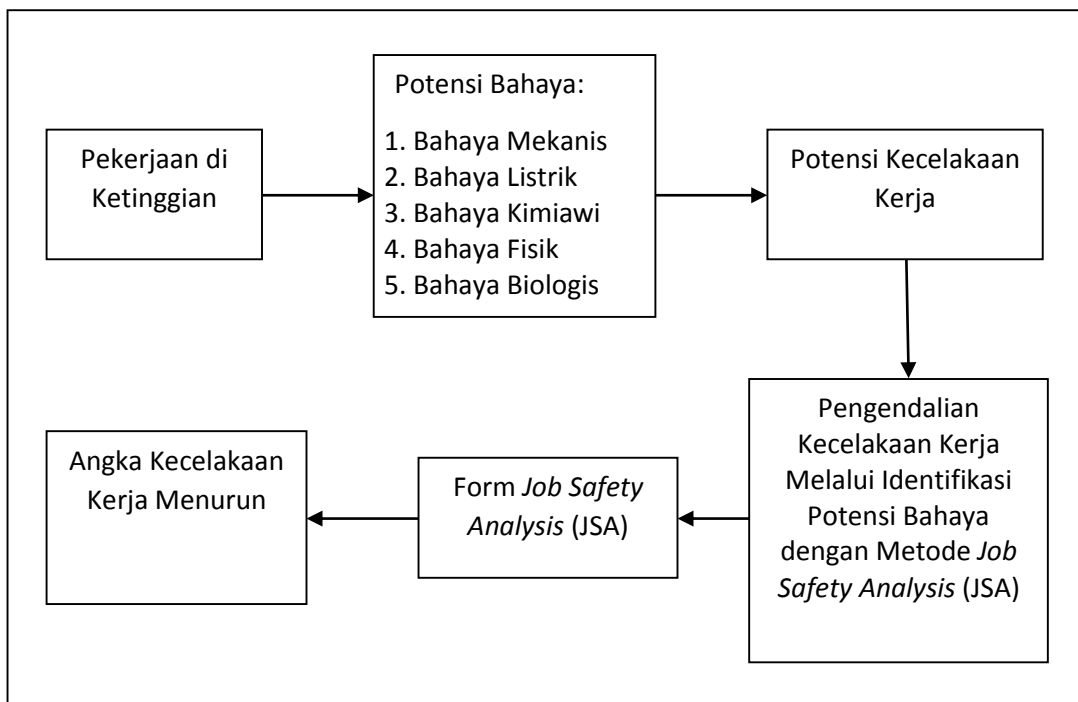 Pekerjaan di
Ketinggian
Potensi Bahaya:
1. Bahaya Mekanis
2. Bahaya Listrik
3. Bahaya Kimiawi
4. Bahaya Fisik
5. Bahaya Biologis
Potensi Kecelakaan
Kerja
Pengendalian
Kecelakaan Kerja
Melalui Identifikasi
Potensi Bahaya
dengan Metode Job
Safety Analysis (JSA)
Form Job Safety
Analysis (JSA)
Angka Kecelakaan
Kerja Menurun